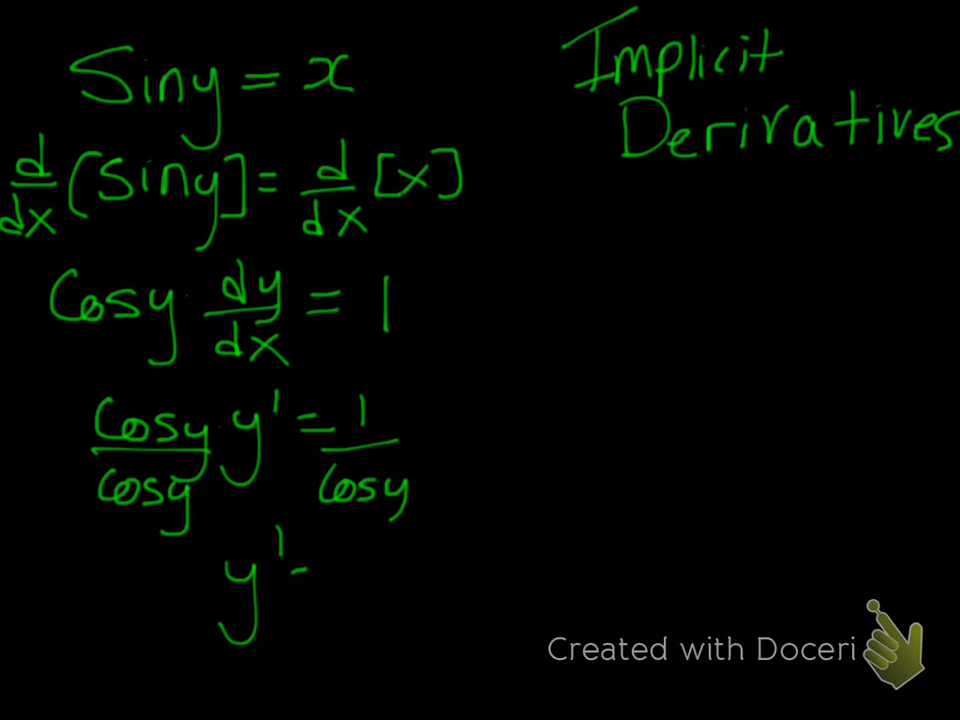 Siny = x
Implicit
Derivatives
d/dx (Siny] = d/dx [x]
Cosy dy/dx = 1
Cosy/Cosy y' = 1/Cosy
y' -
Created with Doceri